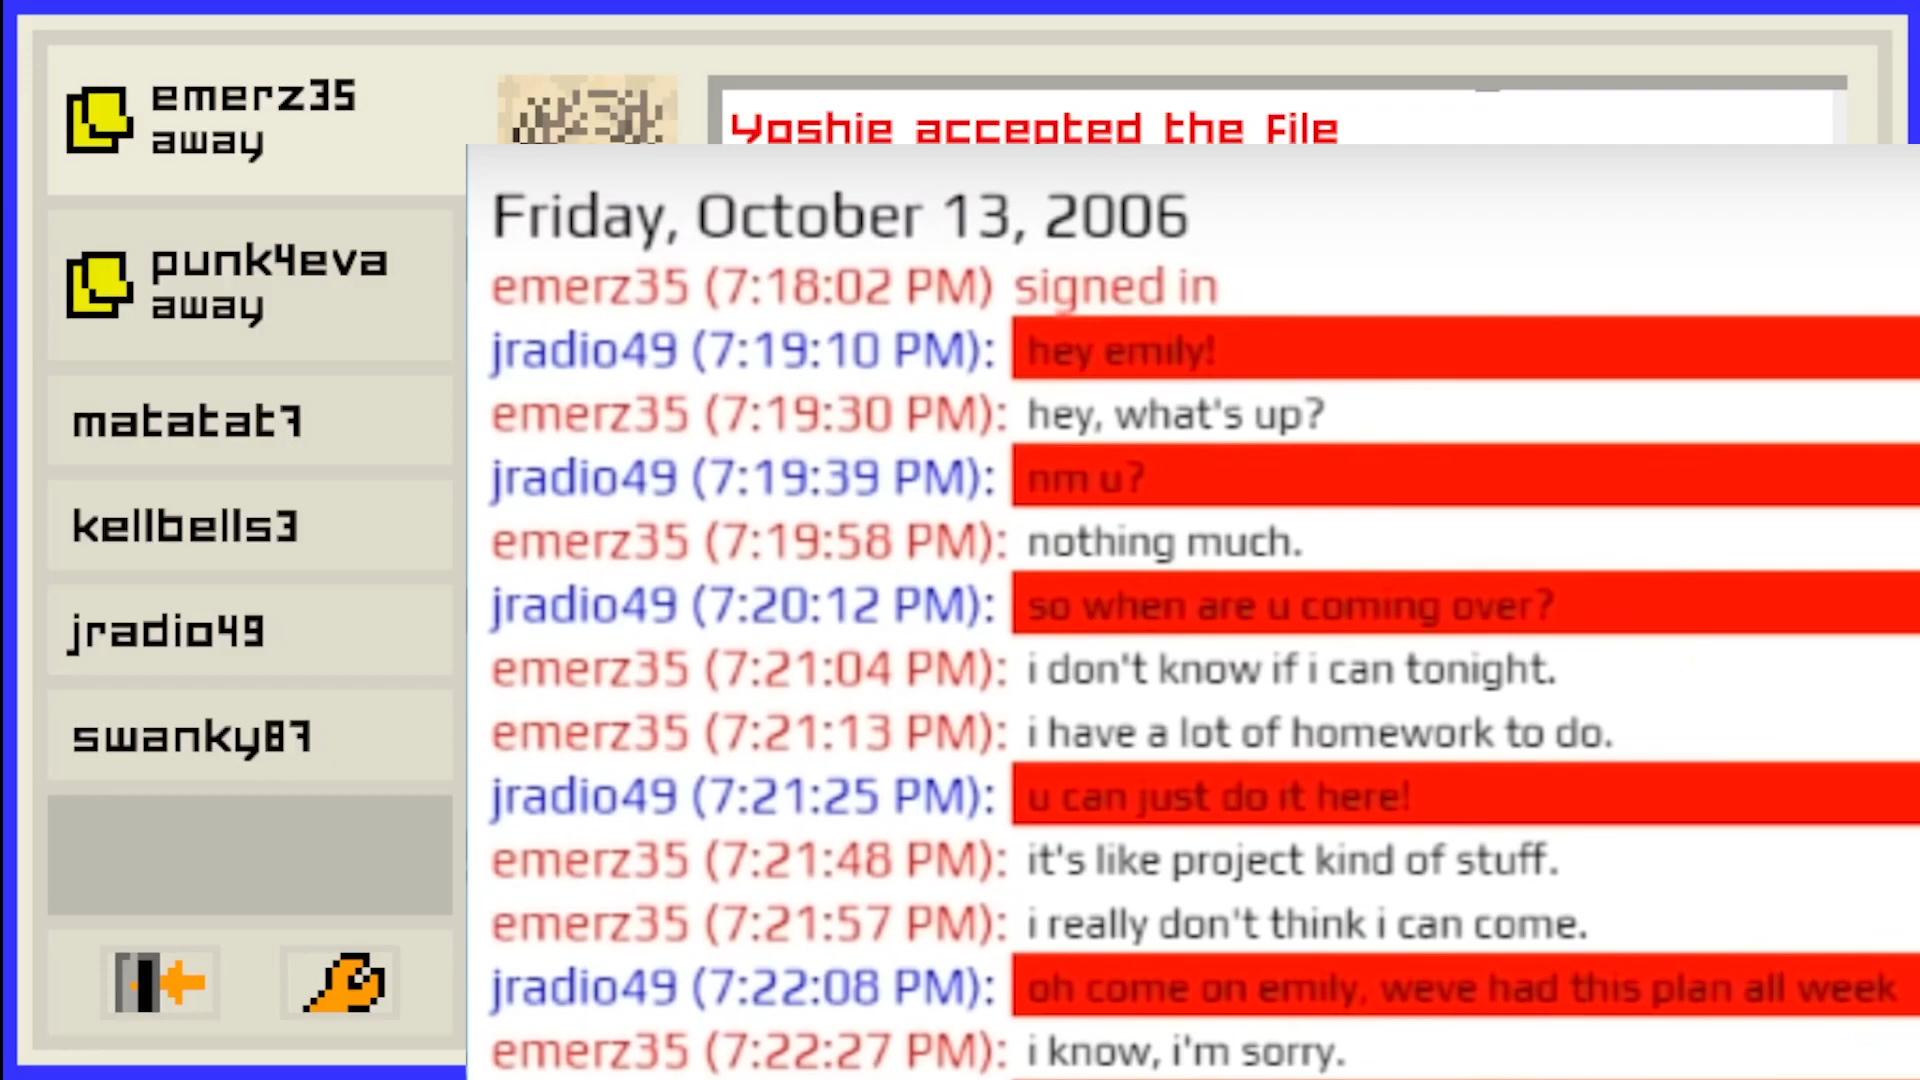 emerz35
away
punk4eva
away
matatat7
kellbells3
jradio49
swanky87
Yoshie accepted the file
Friday, October 13, 2006
emerz35 (7:18:02 PM) signed in
jradio49 (7:19:10 PM): hey emily!
emerz35 (7:19:30 PM): hey, what's up?
jradio49 (7:19:39 PM): nm u?
emerz35 (7:19:58 PM): nothing much.
jradio49 (7:20:12 PM): so when are u coming over?
emerz35 (7:21:04 PM): i don't know if i can tonight.
emerz35 (7:21:13 PM): i have a lot of homework to do.
jradio49 (7:21:25 PM): u can just do it here!
emerz35 (7:21:48 PM): it's like project kind of stuff.
emerz35 (7:21:57 PM): i really don't think i can come.
jradio49 (7:22:08 PM): oh come on emily, weve had this plan all week
emerz35 (7:22:27 PM): i know, i'm sorry.